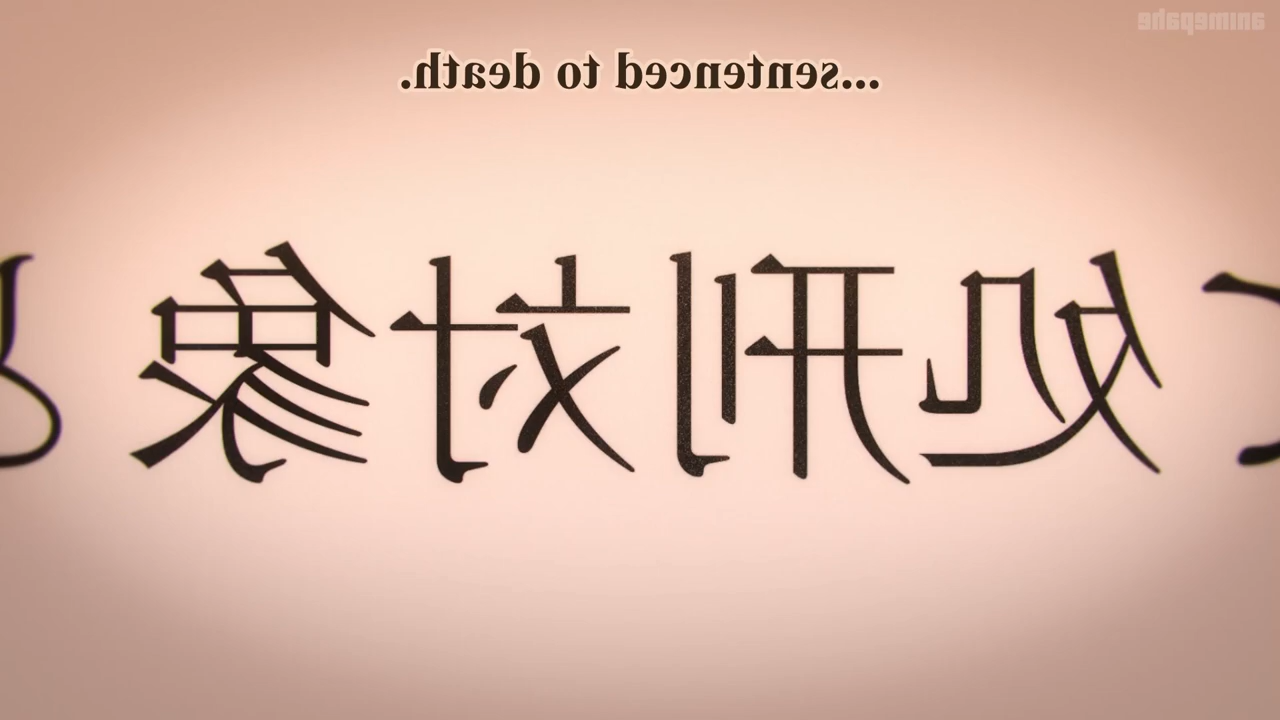 animepahe
...sentenced to death.
処刑対象